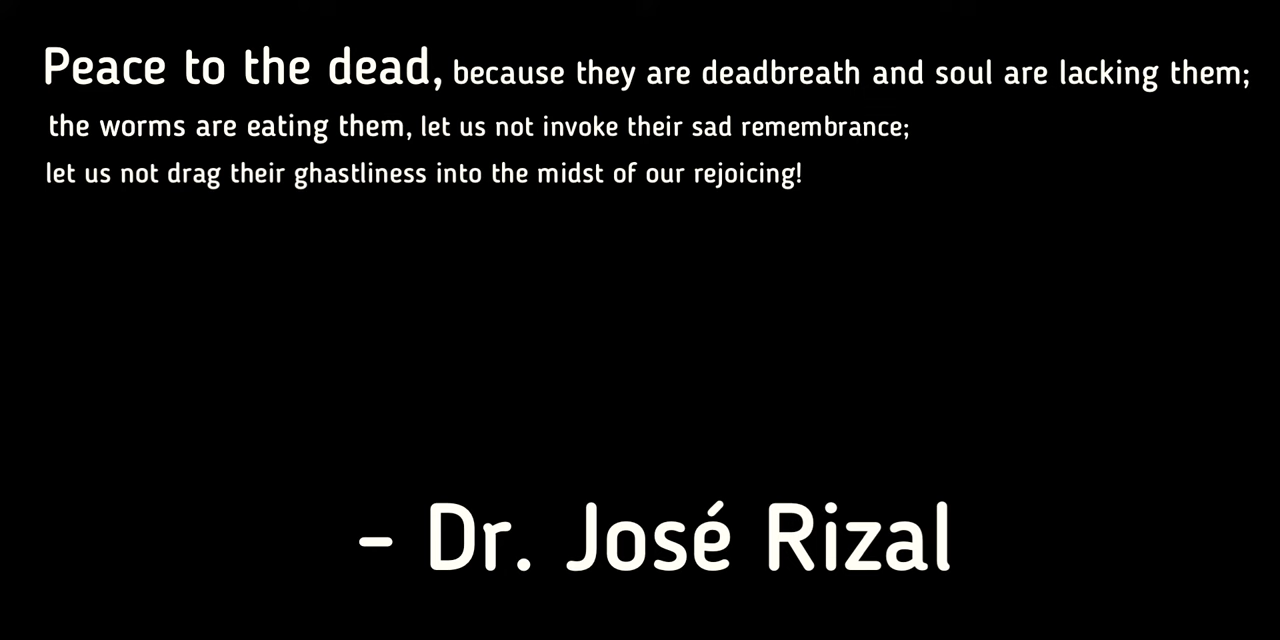 Peace to the dead, because they are deadbreath and soul are lacking them;
the worms are eating them, let us not invoke their sad remembrance;
let us not drag their ghastliness into the midst of our rejoicing!
- Dr. José Rizal